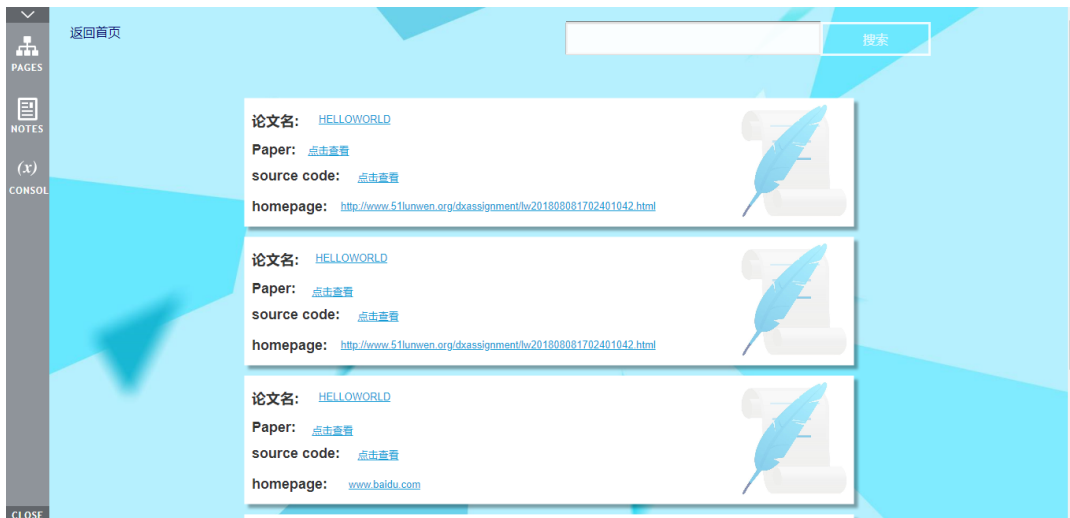 返回首页
搜索
PAGES
NOTES
(x)
CONSOL
CLOSE
论文名: HELLOWORLD
Paper: 点击查看
source code: 点击查看
homepage: http://www.51lunwen.org/dxassignment/lw201808081702401042.html
论文名: HELLOWORLD
Paper: 点击查看
source code: 点击查看
homepage: http://www.51lunwen.org/dxassignment/lw201808081702401042.html
论文名: HELLOWORLD
Paper: 点击查看
source code: 点击查看
homepage: www.baidu.com